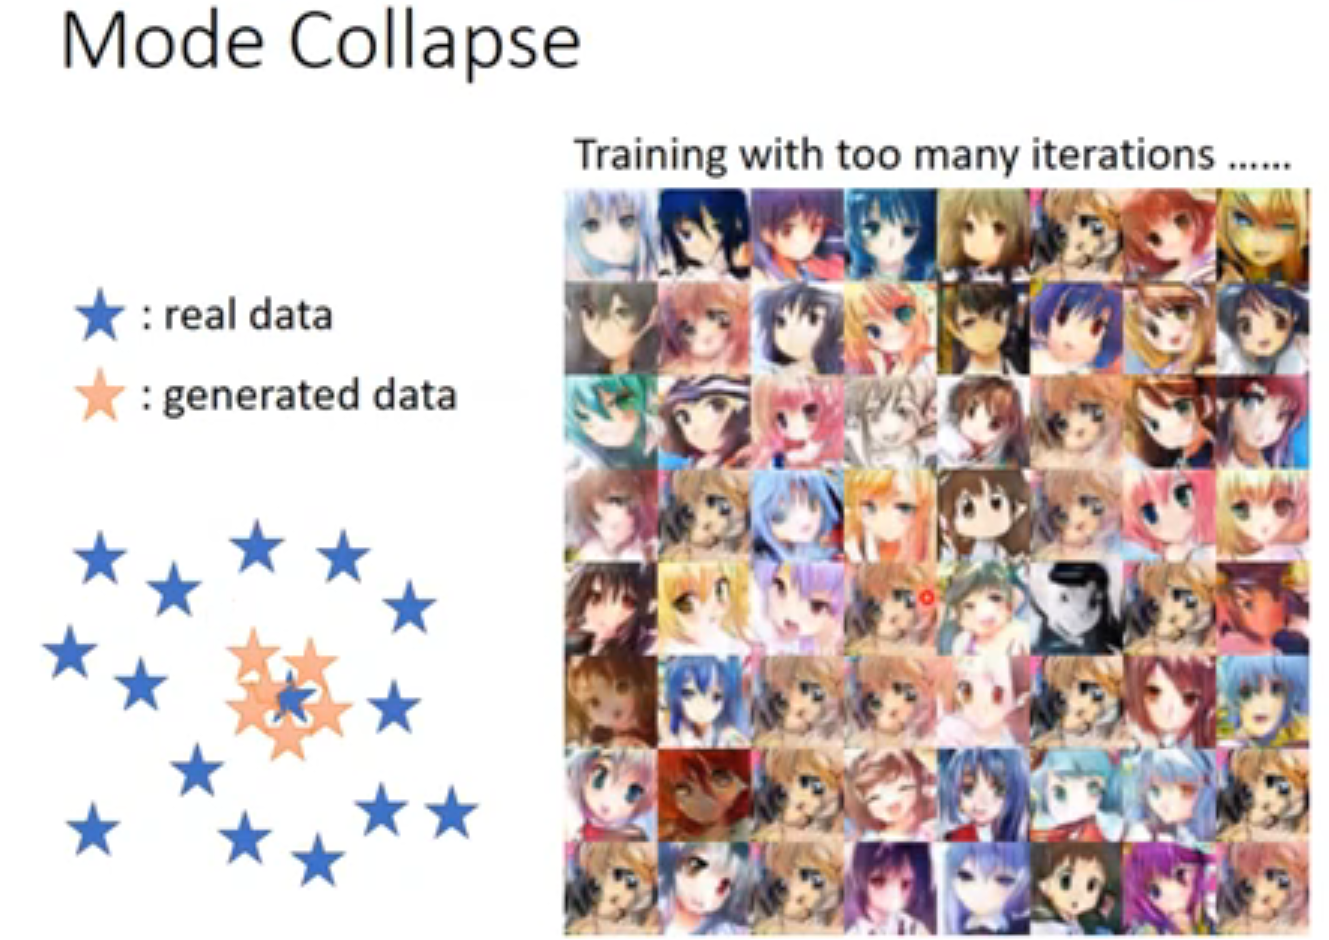 Mode Collapse
Training with too many iterations ......
: real data
: generated data